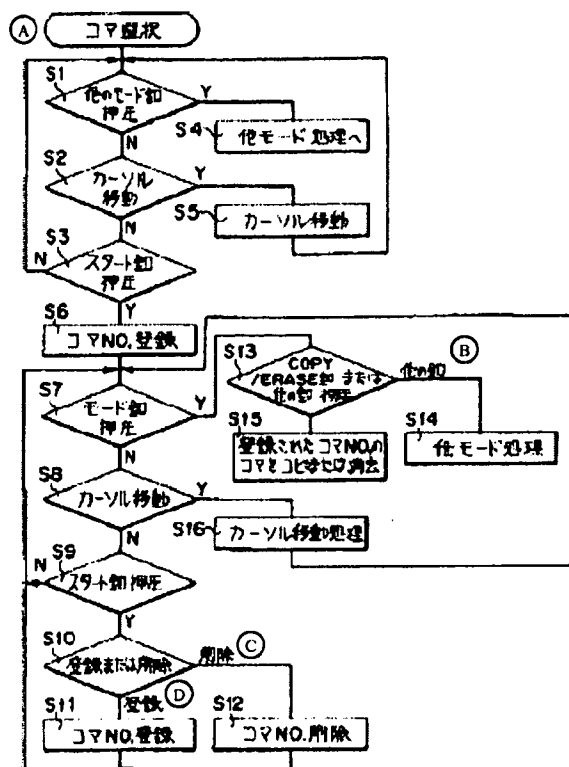 A
コマ選択
S1
他のモード釦
押圧
Y
N
S4
他モード処理へ
S2
カーソル
移動
Y
N
S5
カーソル移動
S3
スタート釦
押圧
N
Y
S6
コマNO.登録
S7
モード釦
押圧
Y
N
S13
COPY
/ERASE釦 または
他の釦 押圧
他の釦
B
S15
登録されたコマNO.の
コマをコピーまたは消去
S14
他モード処理
S8
カーソル移動
Y
N
S16
カーソル移動処理
S9
スタート釦押圧
N
Y
S10
登録または削除
削除
C
登録
D
S11
コマNO.登録
S12
コマNO.削除